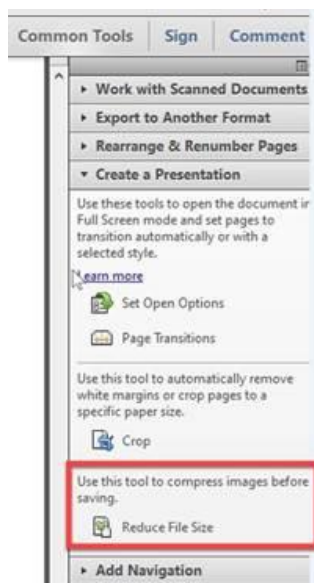 Common Tools Sign Comment
Work with Scanned Documents
Export to Another Format
Rearrange & Renumber Pages
Create a Presentation
Use these tools to open the document in
Full Screen mode and set pages to
transition automatically or with a
selected style.
Learn more
Set Open Options
Page Transitions
Use this tool to automatically remove
white margins or crop pages to a
specific paper size.
Crop
Use this tool to compress images before
saving.
Reduce File Size
Add Navigation